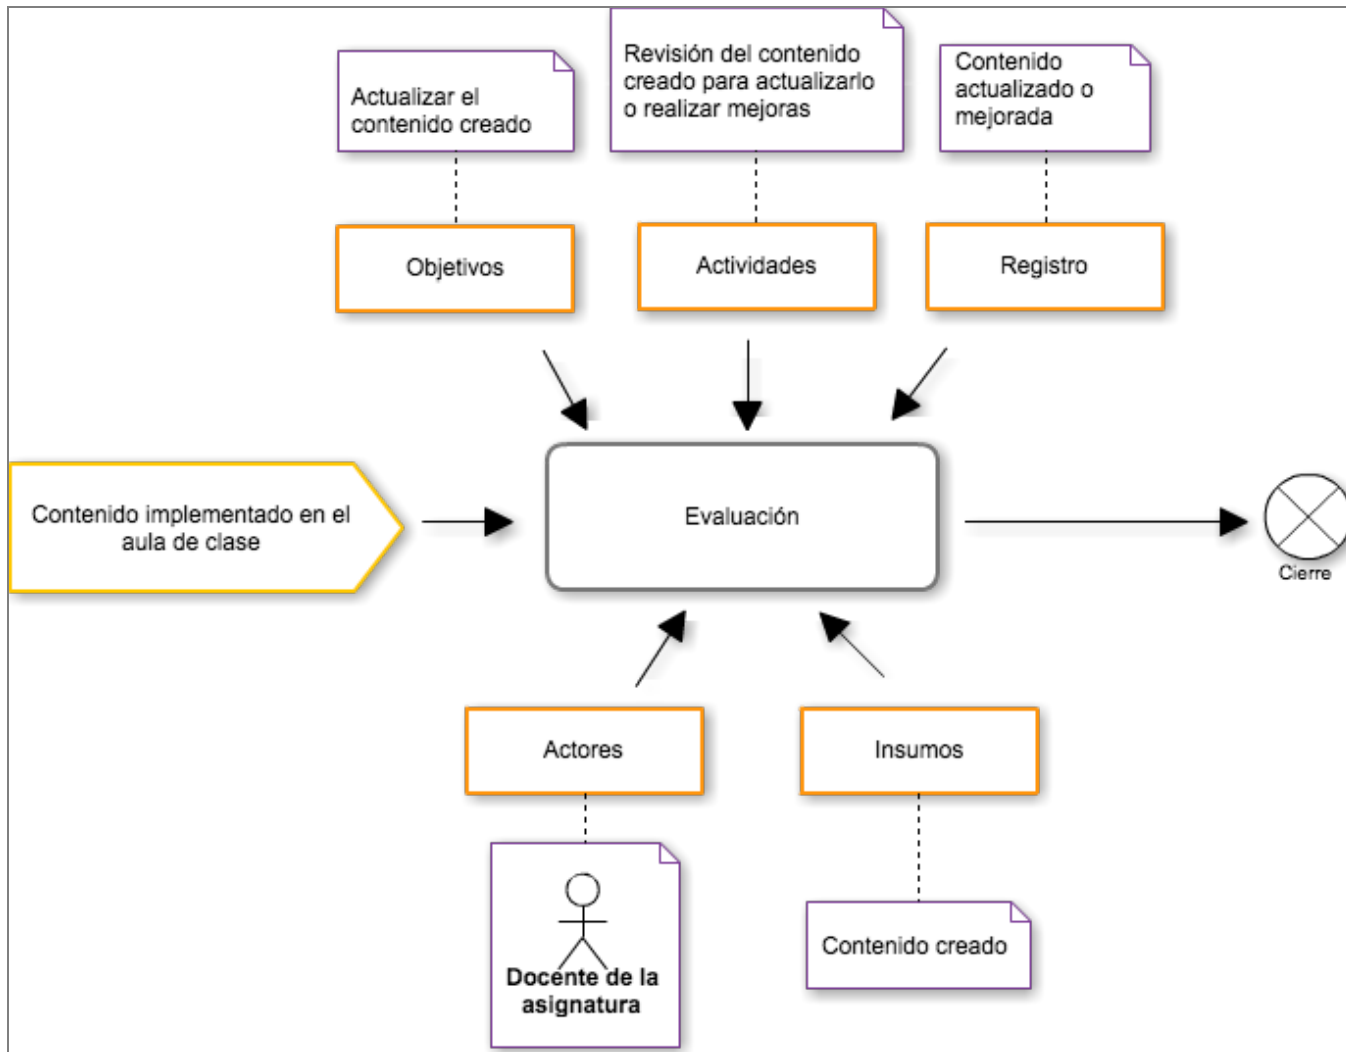 Actualizar el
contenido creado
Revisión del contenido
creado para actualizarlo
o realizar mejoras
Contenido
actualizado o
mejorada
Objetivos
Actividades
Registro
Contenido implementado en el
aula de clase
Evaluación
Cierre
Actores
Insumos
Docente de la
asignatura
Contenido creado